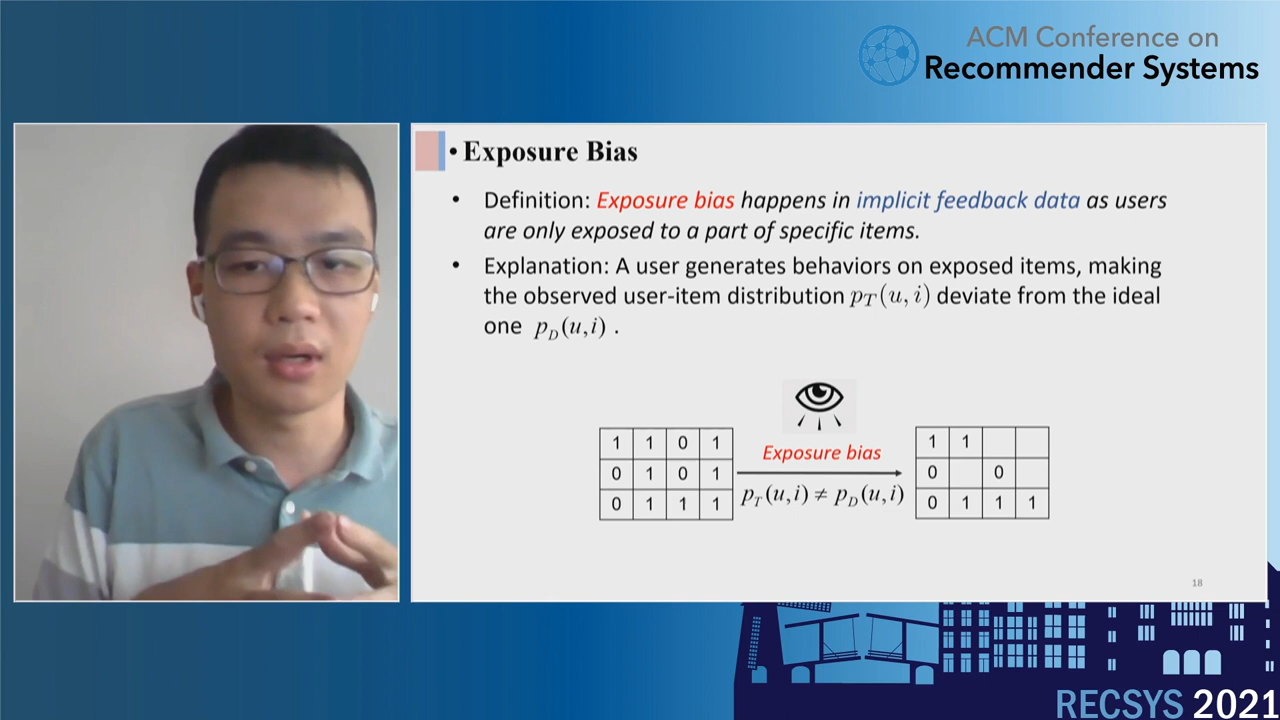 ACM Conference on
Recommender Systems
• Exposure Bias
• Definition: Exposure bias happens in implicit feedback data as users
are only exposed to a part of specific items.
• Explanation: A user generates behaviors on exposed items, making
the observed user-item distribution p_T(u, i) deviate from the ideal
one p_D(u,i) .
1 1 0 1
0 1 0 1
0 1 1 1
Exposure bias
p_T(u,i) ≠ p_D(u,i)
1 1
0 0
0 1 1 1
18
RECSYS 2021